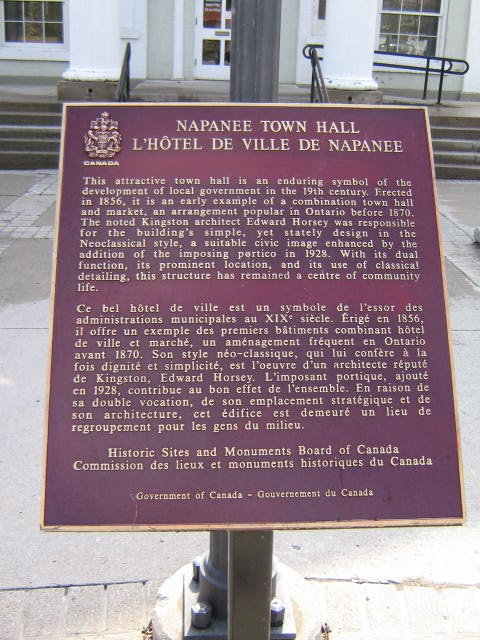 NAPANEE TOWN HALL
L'HÔTEL DE VILLE DE NAPANEE
CANADA
This attractive town hall is an enduring symbol of the
development of local government in the 19th century. Erected
in 1856, it is an early example of a combination town hall
and market, an arrangement popular in Ontario before 1870.
The noted Kingston architect Edward Horsey was responsible
for the building's simple, yet stately design in the
Neoclassical style, a suitable civic image enhanced by the
addition of the imposing portico in 1928. With its dual
function, its prominent location, and its use of classical
detailing, this structure has remained a centre of community
life.
Ce bel hôtel de ville est un symbole de l'essor des
administrations municipales au XIXe siècle. Érigé en 1856,
il offre un exemple des premiers bâtiments combinant hôtel
de ville et marché, un aménagement fréquent en Ontario
avant 1870. Son style néo-classique, qui lui confère à la
fois dignité et simplicité, est l'oeuvre d'un architecte réputé
de Kingston, Edward Horsey. L'imposant portique, ajouté
en 1928, contribue au bon effet de l'ensemble. En raison de
sa double vocation, de son emplacement stratégique et de
son architecture, cet édifice est demeuré un lieu de
regroupement pour les gens du milieu.
Historic Sites and Monuments Board of Canada
Commission des lieux et monuments historiques du Canada
Government of Canada – Gouvernement du Canada